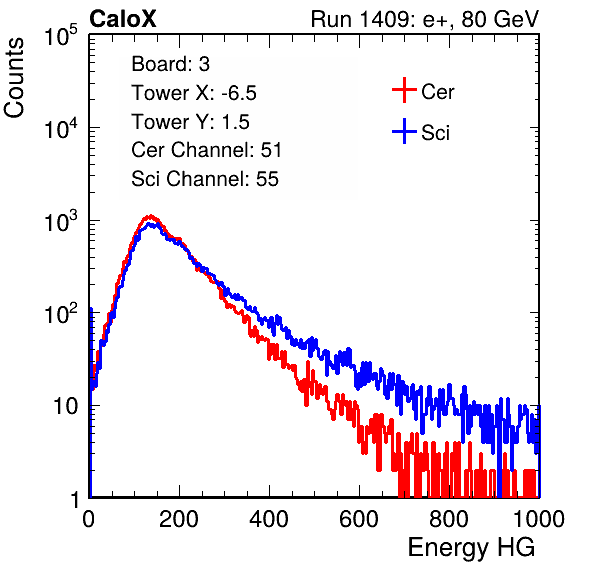 CaloX Run 1409: e+, 80 GeV
Counts
10^5
10^4
10^3
10^2
10
1
Board: 3
Tower X: -6.5
Tower Y: 1.5
Cer Channel: 51
Sci Channel: 55
Cer
Sci
0 200 400 600 800 1000
Energy HG